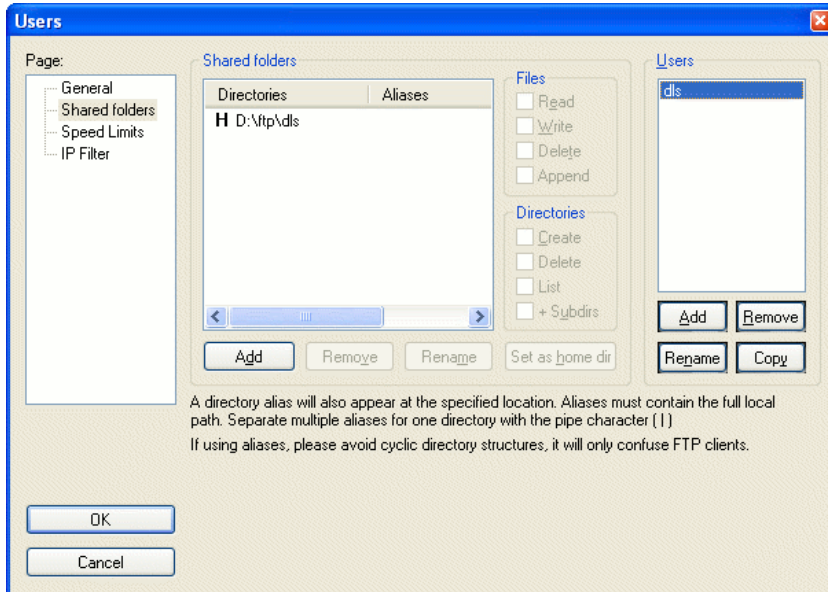 Users
Page:
General
Shared folders
Speed Limits
IP Filter
Shared folders
Directories Aliases
H D:\ftp\dls
Files
Read
Write
Delete
Append
Directories
Create
Delete
List
+ Subdirs
Add Remove Rename Set as home dir
Users
dls
Add Remove
Rename Copy
A directory alias will also appear at the specified location. Aliases must contain the full local
path. Separate multiple aliases for one directory with the pipe character ( | )
If using aliases, please avoid cyclic directory structures, it will only confuse FTP clients.
OK
Cancel